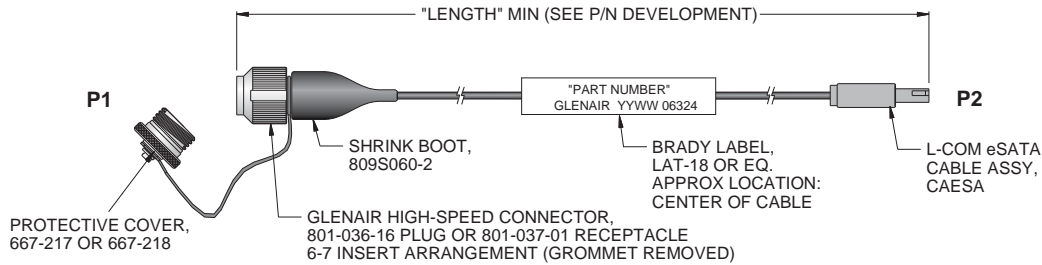 "LENGTH" MIN (SEE P/N DEVELOPMENT)
P1
"PART NUMBER"
GLENAIR YYWW 06324
P2
SHRINK BOOT,
809S060-2
BRADY LABEL,
LAT-18 OR EQ.
APPROX LOCATION:
CENTER OF CABLE
L-COM eSATA
CABLE ASSY,
CAESA
PROTECTIVE COVER,
667-217 OR 667-218
GLENAIR HIGH-SPEED CONNECTOR,
801-036-16 PLUG OR 801-037-01 RECEPTACLE
6-7 INSERT ARRANGEMENT (GROMMET REMOVED)